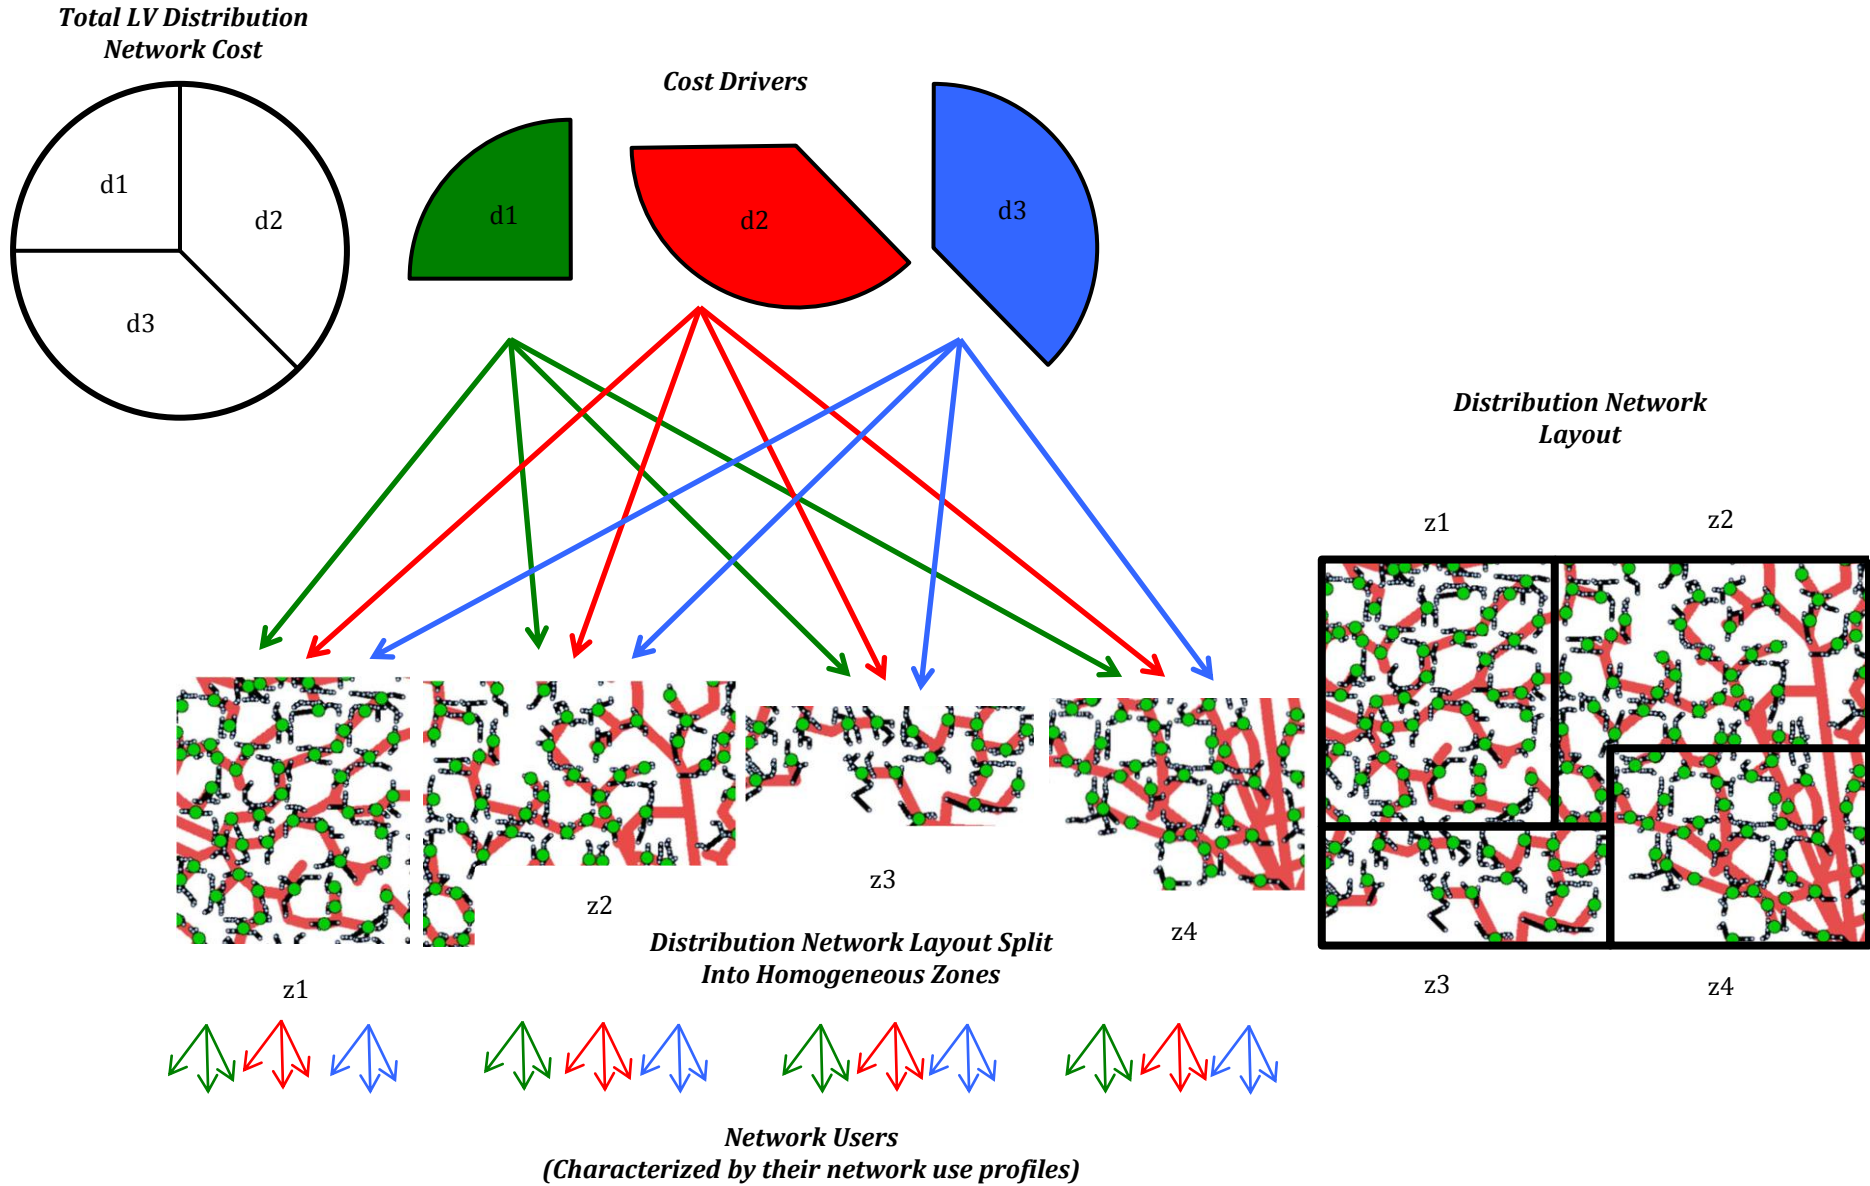 Total LV Distribution
Network Cost
Cost Drivers
d1
d2
d3
d1
d2
d3
Distribution Network
Layout
z1
z2
z3
z4
z1
z2
z3
z4
Distribution Network Layout Split
Into Homogeneous Zones
Network Users
(Characterized by their network use profiles)